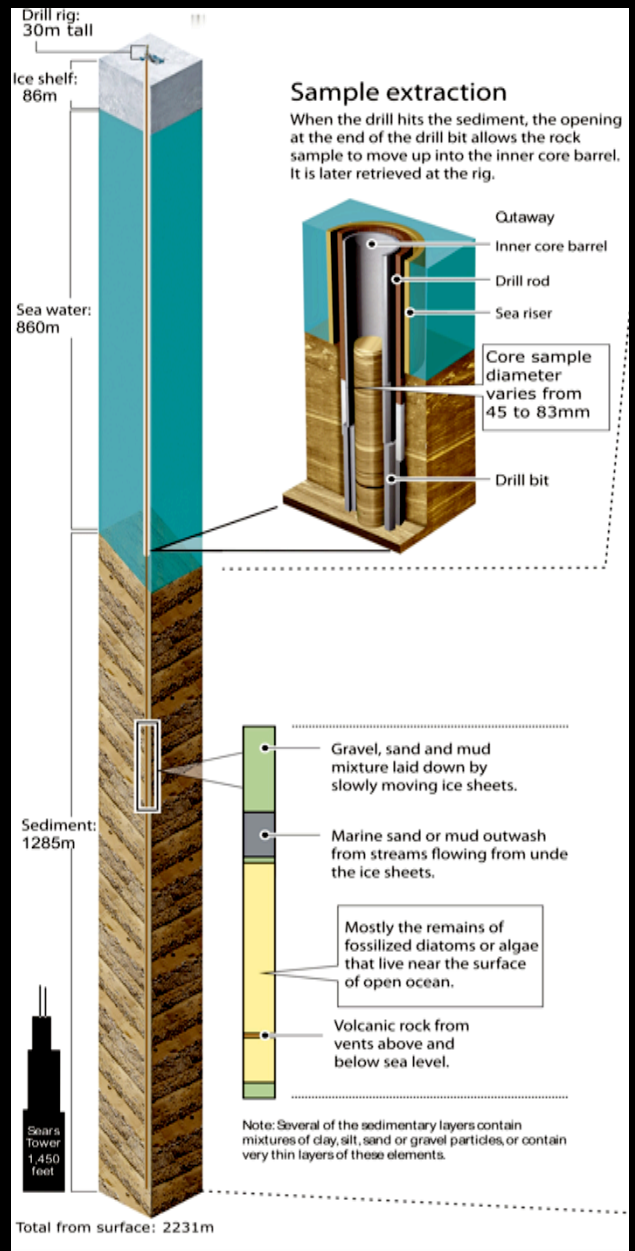 Drill rig:
30m tall
Ice shelf:
86m
Sample extraction
When the drill hits the sediment, the opening
at the end of the drill bit allows the rock
sample to move up into the inner core barrel.
It is later retrieved at the rig.
Cutaway
Inner core barrel
Drill rod
Sea riser
Sea water:
860m
Core sample
diameter
varies from
45 to 83mm
Drill bit
Gravel, sand and mud
mixture laid down by
slowly moving ice sheets.
Sediment:
1285m
Marine sand or mud outwash
from streams flowing from unde
the ice sheets.
Mostly the remains of
fossilized diatoms or algae
that live near the surface
of open ocean.
Volcanic rock from
vents above and
below sea level.
Sears
Tower
1,450
feet
Note: Several of the sedimentary layers contain
mixtures of clay, silt, sand or gravel particles, or contain
very thin layers of these elements.
Total from surface: 2231m